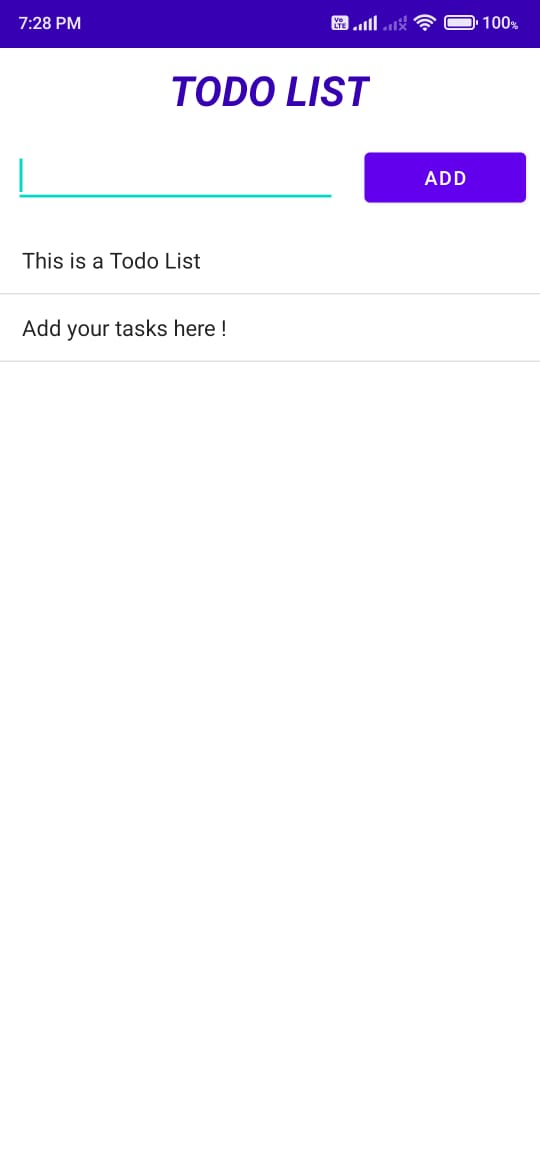 7:28 PM Vo LTE 100%
TODO LIST
ADD
This is a Todo List
Add your tasks here !